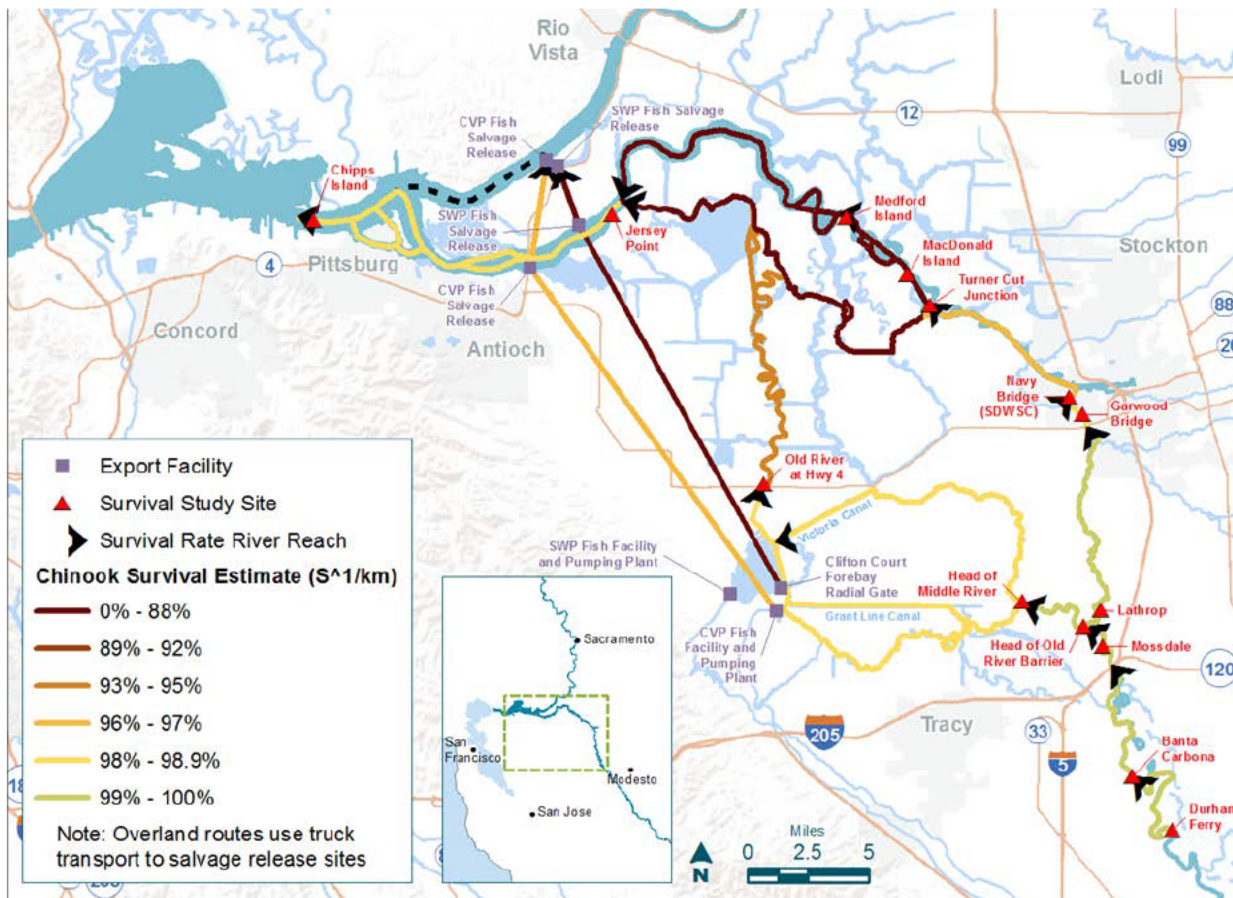 Rio
Vista
Lodi
SWP Fish Salvage
Release
CVP Fish
Salvage
Release
12
99
Chipps
Island
Medford
Island
SWP Fish
Salvage
Release
Jersey
Point
MacDonald
Island
Stockton
4
Pittsburg
Turner Cut
Junction
CVP Fish
Salvage
Release
88
Concord
Antioch
Navy
Bridge
(SDWSC)
Garwood
Bridge
Old River
at Hwy 4
Victoria Canal
SWP Fish Facility
and Pumping Plant
Clifton Court
Forebay
Radial Gate
Head of
Middle River
Grant Line Canal
Lathrop
CVP Fish
Facility and
Pumping
Plant
Head of Old
River Barrier
Mossdale
120
Tracy
205
33
5
Banta
Carbona
Durham
Ferry
Export Facility
Survival Study Site
Survival Rate River Reach
Chinook Survival Estimate (S^1/km)
0% - 88%
89% - 92%
93% - 95%
96% - 97%
98% - 98.9%
99% - 100%
Note: Overland routes use truck
transport to salvage release sites
Sacramento
San
Francisco
Modesto
San Jose
Miles
0 2.5 5
N